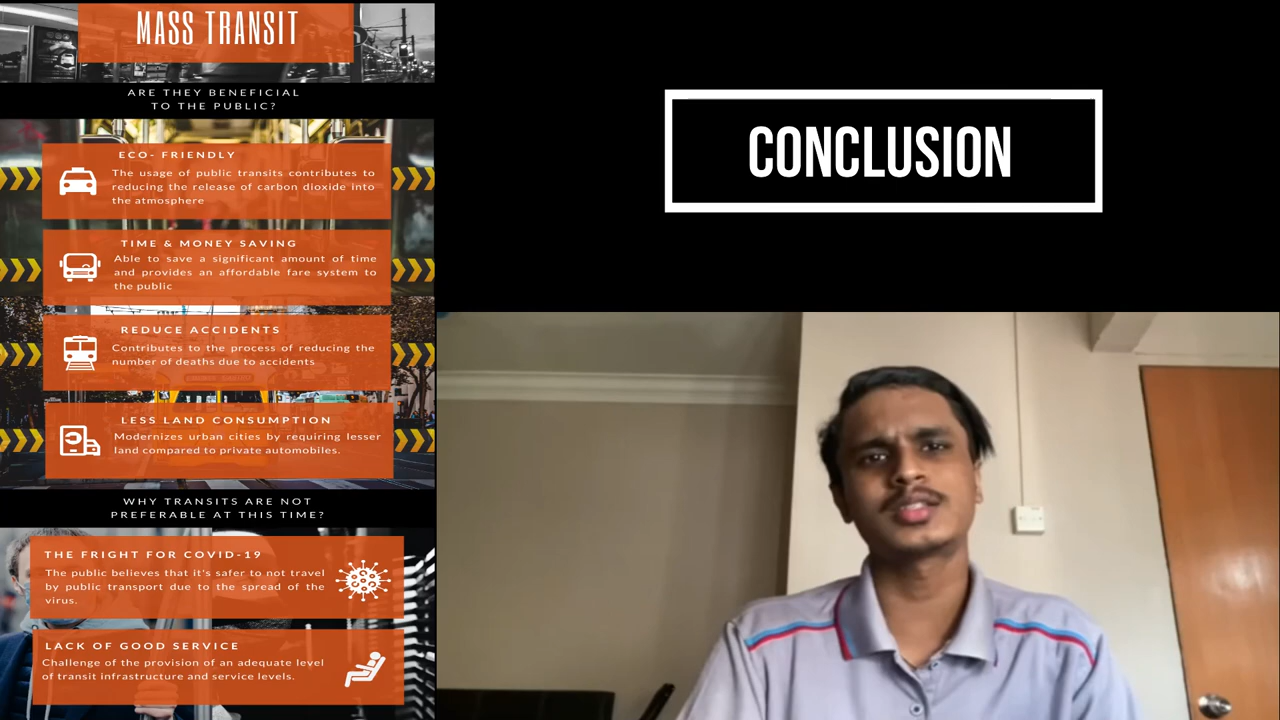 MASS TRANSIT
ARE THEY BENEFICIAL
TO THE PUBLIC?
ECO- FRIENDLY
The usage of public transits contributes to
reducing the release of carbon dioxide into
the atmosphere
TIME & MONEY SAVING
Able to save a significant amount of time
and provides an affordable fare system to
the public
REDUCE ACCIDENTS
Contributes to the process of reducing the
number of deaths due to accidents
LESS LAND CONSUMPTION
Modernizes urban cities by requiring lesser
land compared to private automobiles.
WHY TRANSITS ARE NOT
PREFERABLE AT THIS TIME?
THE FRIGHT FOR COVID-19
The public believes that it's safer to not travel
by public transport due to the spread of the
virus.
LACK OF GOOD SERVICE
Challenge of the provision of an adequate level
of transit infrastructure and service levels.
CONCLUSION